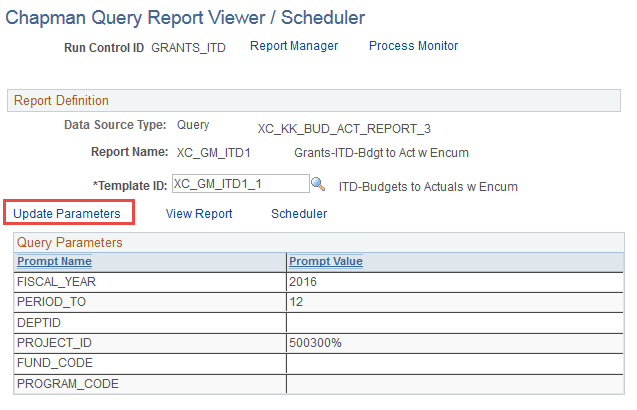 Chapman Query Report Viewer / Scheduler
Run Control ID GRANTS_ITD Report Manager Process Monitor
Report Definition
Data Source Type: Query XC_KK_BUD_ACT_REPORT_3
Report Name: XC_GM_ITD1 Grants-ITD-Bdgt to Act w Encum
*Template ID: XC_GM_ITD1_1 ITD-Budgets to Actuals w Encum
Update Parameters View Report Scheduler
Query Parameters
Prompt Name Prompt Value
FISCAL_YEAR 2016
PERIOD_TO 12
DEPTID
PROJECT_ID 500300%
FUND_CODE
PROGRAM_CODE